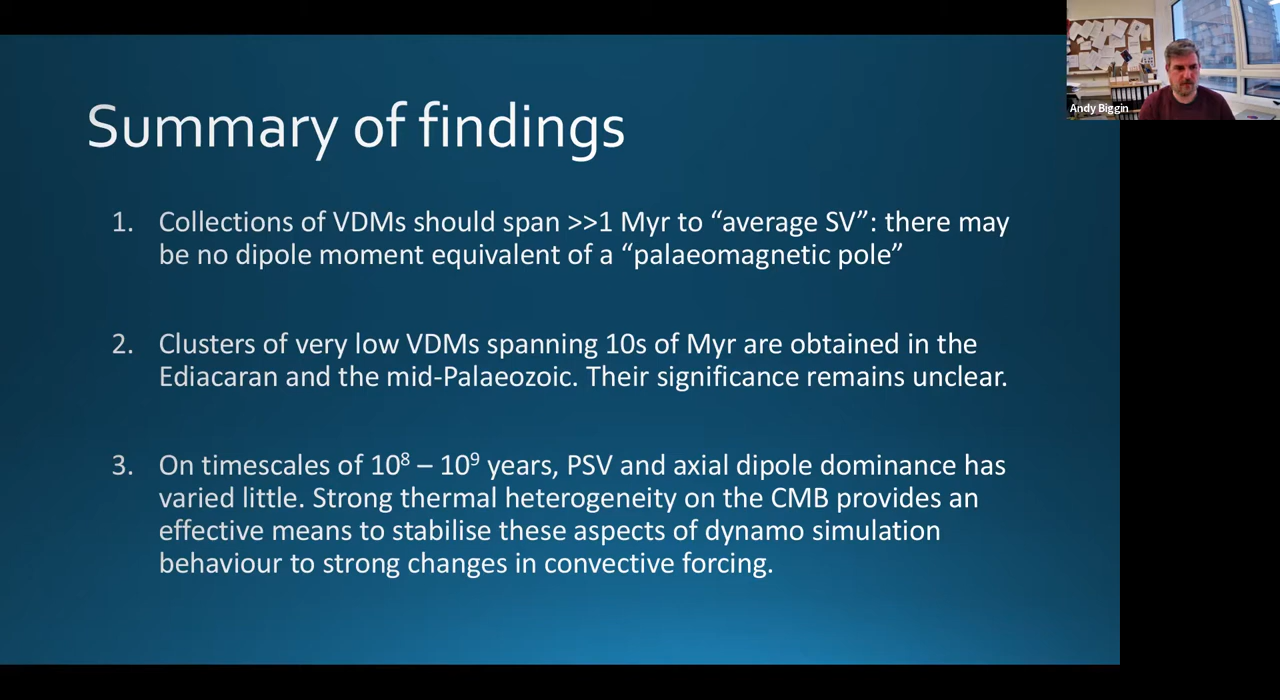 Andy Biggin
Summary of findings
1. Collections of VDMs should span >>1 Myr to “average SV”: there may
be no dipole moment equivalent of a “palaeomagnetic pole”
2. Clusters of very low VDMs spanning 10s of Myr are obtained in the
Ediacaran and the mid-Palaeozoic. Their significance remains unclear.
3. On timescales of 10⁸ – 10⁹ years, PSV and axial dipole dominance has
varied little. Strong thermal heterogeneity on the CMB provides an
effective means to stabilise these aspects of dynamo simulation
behaviour to strong changes in convective forcing.